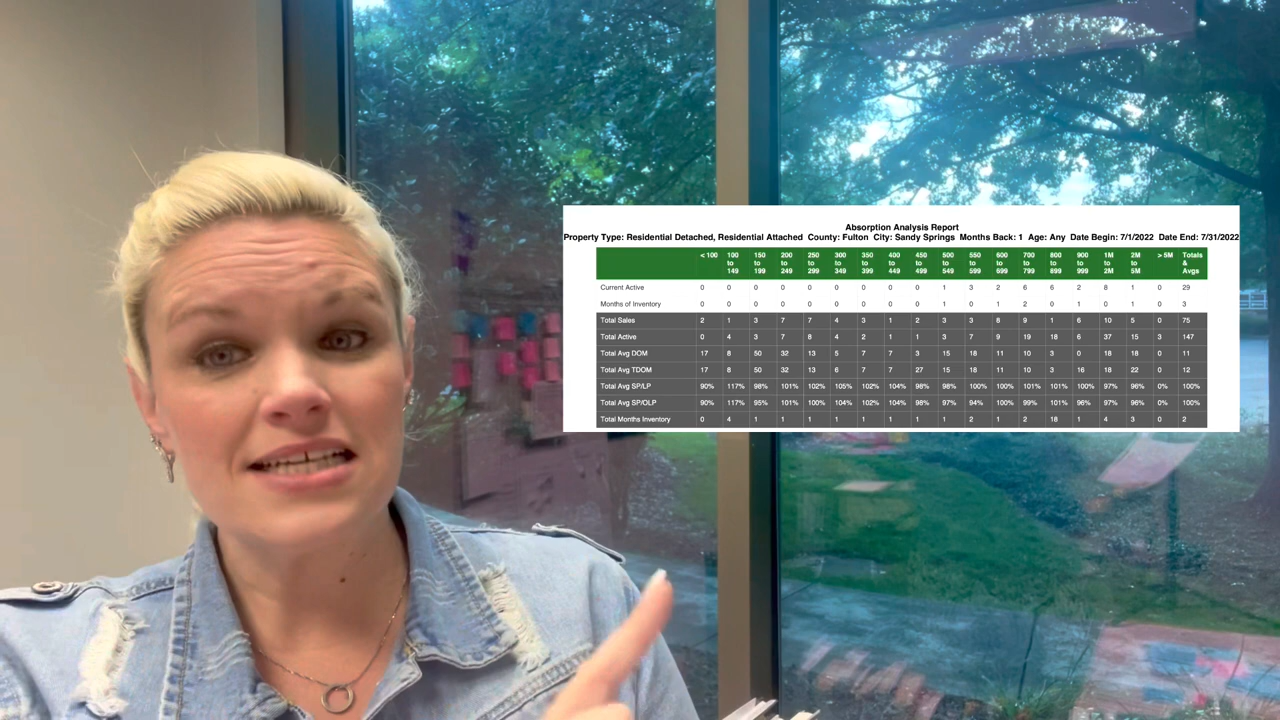 Absorption Analysis Report
Property Type: Residential Detached, Residential Attached County: Fulton City: Sandy Springs Months Back: 1 Age: Any Date Begin: 7/1/2022 Date End: 7/31/2022
< 100 100 to 149 150 to 199 200 to 249 250 to 299 300 to 349 350 to 399 400 to 449 450 to 499 500 to 549 550 to 599 600 to 699 700 to 799 800 to 899 900 to 999 1M to 2M 2M to 5M > 5M Totals & Avgs
Current Active 0 0 0 0 0 0 0 0 0 1 3 2 6 6 2 8 1 0 29
Months of Inventory 0 0 0 0 0 0 0 0 0 1 0 1 2 0 1 0 1 0 3
Total Sales 2 1 3 7 7 4 3 1 2 3 3 8 9 1 6 10 5 0 75
Total Active 0 4 3 7 8 4 2 1 1 3 7 9 19 18 6 37 15 3 147
Total Avg DOM 17 8 50 32 13 5 7 7 3 15 18 11 10 3 0 18 18 0 11
Total Avg TDOM 17 8 50 32 13 6 7 7 27 15 18 11 10 3 16 18 22 0 12
Total Avg SP/LP 90% 117% 98% 101% 102% 105% 102% 104% 98% 98% 100% 100% 101% 101% 100% 97% 96% 0% 100%
Total Avg SP/OLP 90% 117% 95% 101% 100% 104% 102% 104% 98% 97% 94% 100% 99% 101% 96% 97% 96% 0% 100%
Total Months Inventory 0 4 1 1 1 1 1 1 1 1 2 1 2 18 1 4 3 0 2